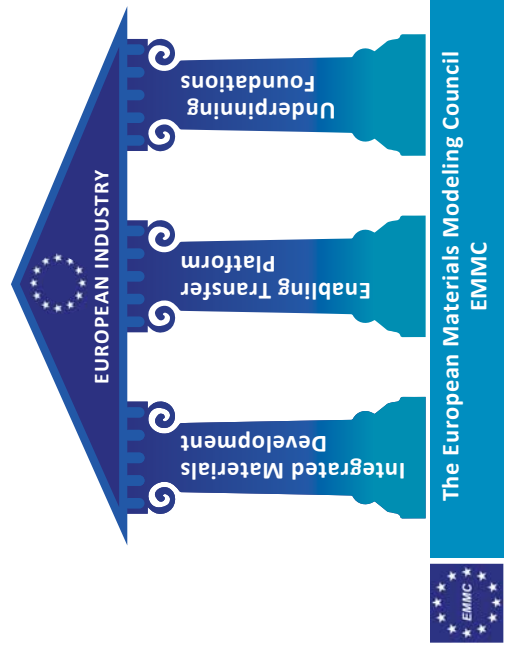 EUROPEAN INDUSTRY
Integrated Materials
Development
Enabling Transfer
Platform
Underpinning
Foundations
The European Materials Modeling Council
EMMC
EMMC